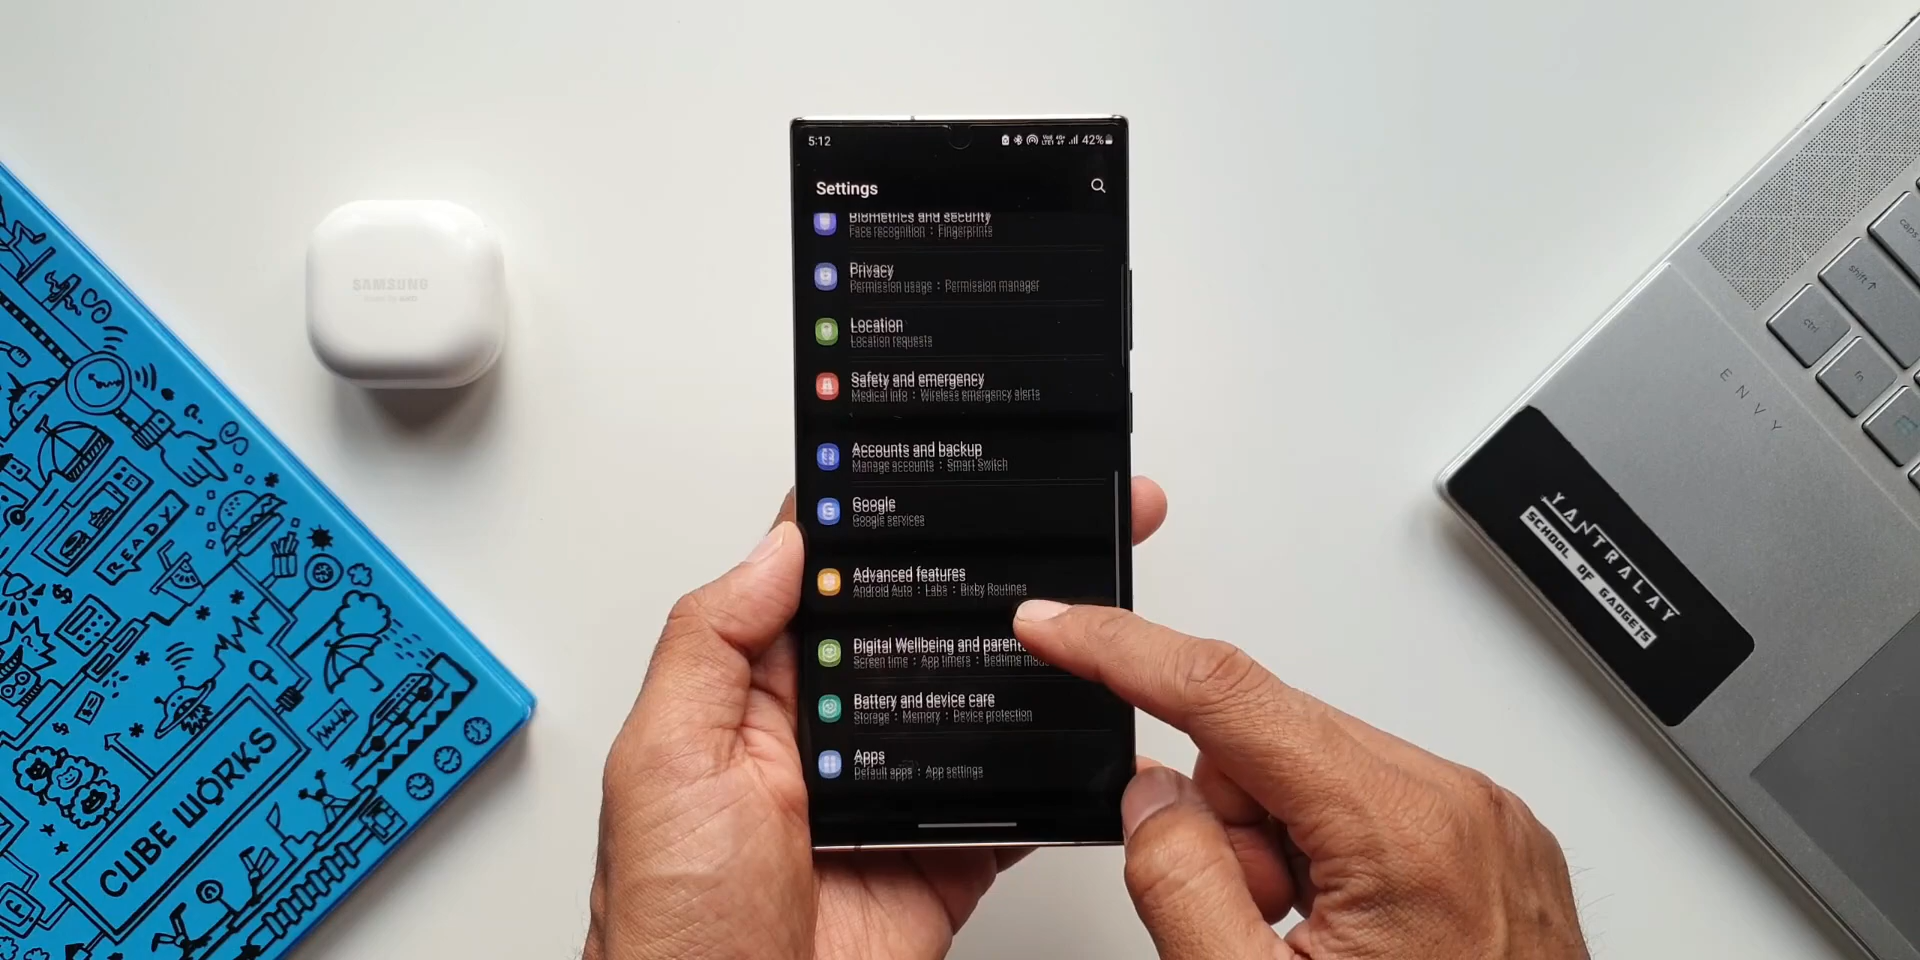 5:12
42%
Settings
Biometrics and security
Face recognition : Fingerprints
Privacy
Permission usage : Permission manager
Location
Location requests
Safety and emergency
Medical info : Wireless emergency alerts
Accounts and backup
Manage accounts : Smart Switch
Google
Google services
Advanced features
Android Auto : Labs : Bixby Routines
Digital Wellbeing and parent
Screen time : App timers : Bedtime mo
Battery and device care
Storage : Memory : Device protection
Apps
Default apps : App settings
SAMSUNG
READY.
CUBE WORKS
caps
shift
ctrl
fn
ENVY
YANTRALAY
SCHOOL OF GADGETS